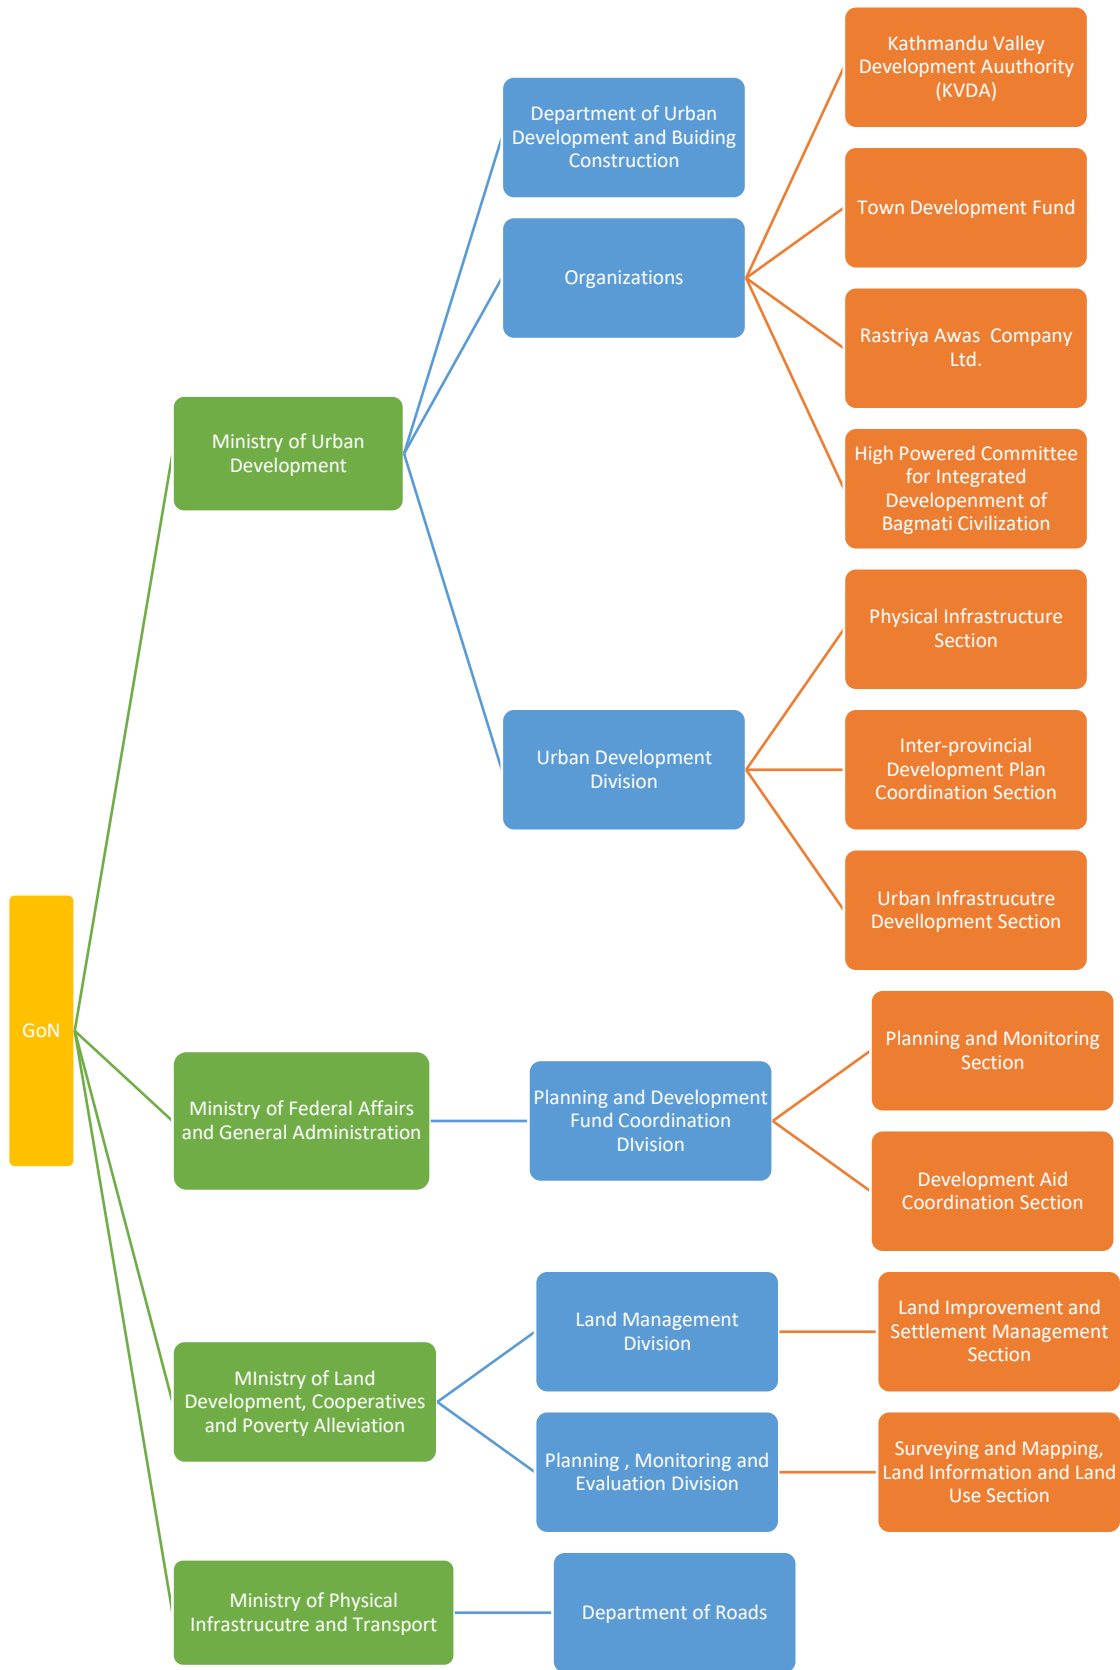 GoN
Ministry of Urban
Development
Department of Urban
Development and Buiding
Construction
Organizations
Kathmandu Valley
Development Auuthority
(KVDA)
Town Development Fund
Rastriya Awas  Company
Ltd.
High Powered Committee
for Integrated
Developenment of
Bagmati Civilization
Urban Development
Division
Physical Infrastructure
Section
Inter-provincial
Development Plan
Coordination Section
Urban Infrastrucutre
Devellopment Section
Ministry of Federal Affairs
and General Administration
Planning and Development
Fund Coordination
DIvision
Planning and Monitoring
Section
Development Aid
Coordination Section
MInistry of Land
Development, Cooperatives
and Poverty Alleviation
Land Management
Division
Land Improvement and
Settlement Management
Section
Planning , Monitoring and
Evaluation Division
Surveying and Mapping,
Land Information and Land
Use Section
Ministry of Physical
Infrastrucutre and Transport
Department of Roads